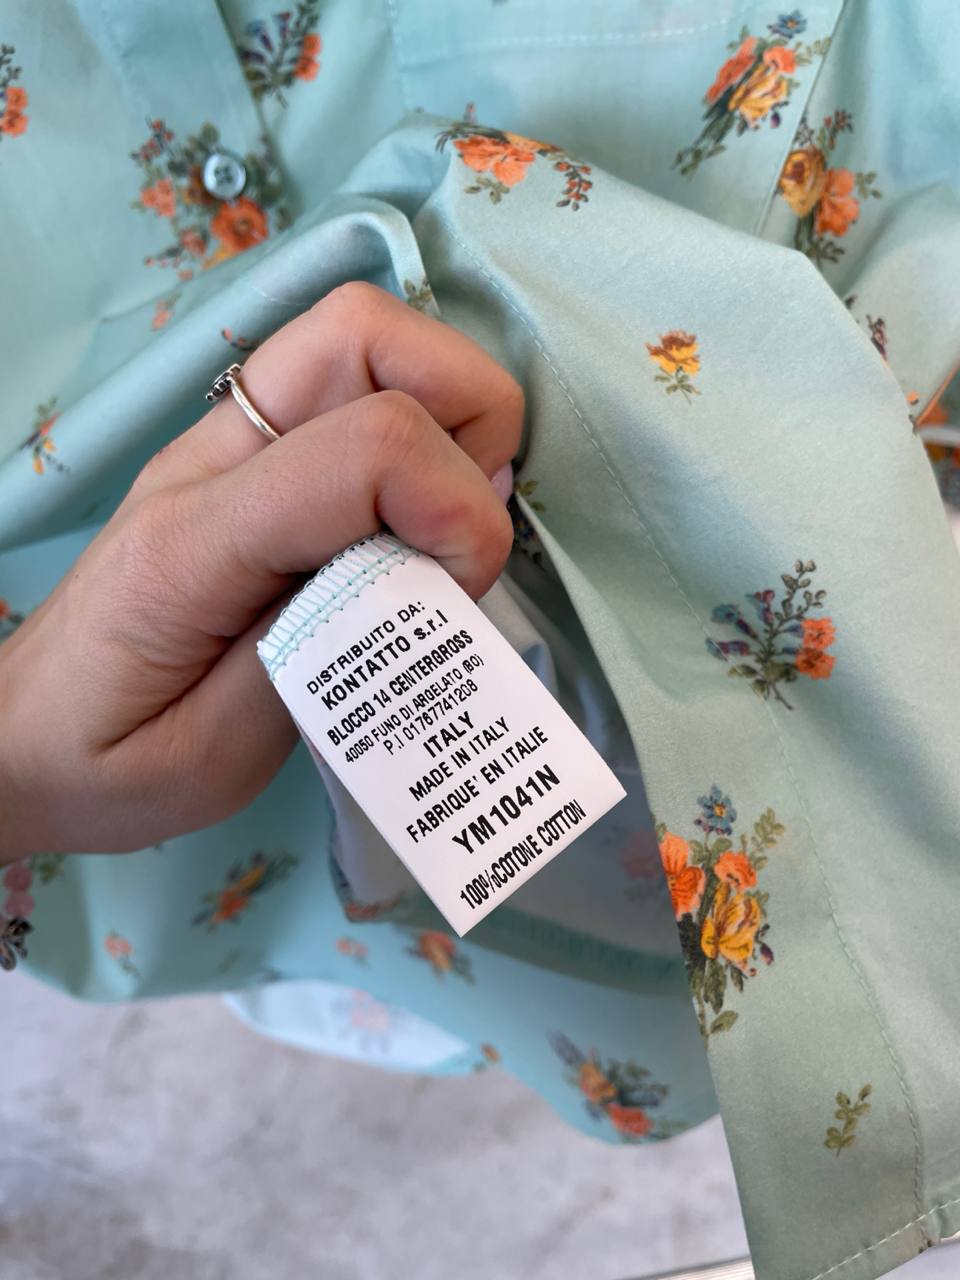 DISTRIBUITO DA:
KONTATTO s.r.l
BLOCCO 14 CENTERGROSS
40050 FUNO DI ARGELATO (BO)
P.I 01767741208
ITALY
MADE IN ITALY
FABRIQUE' EN ITALIE
YM1041N
100%COTONE COTTON